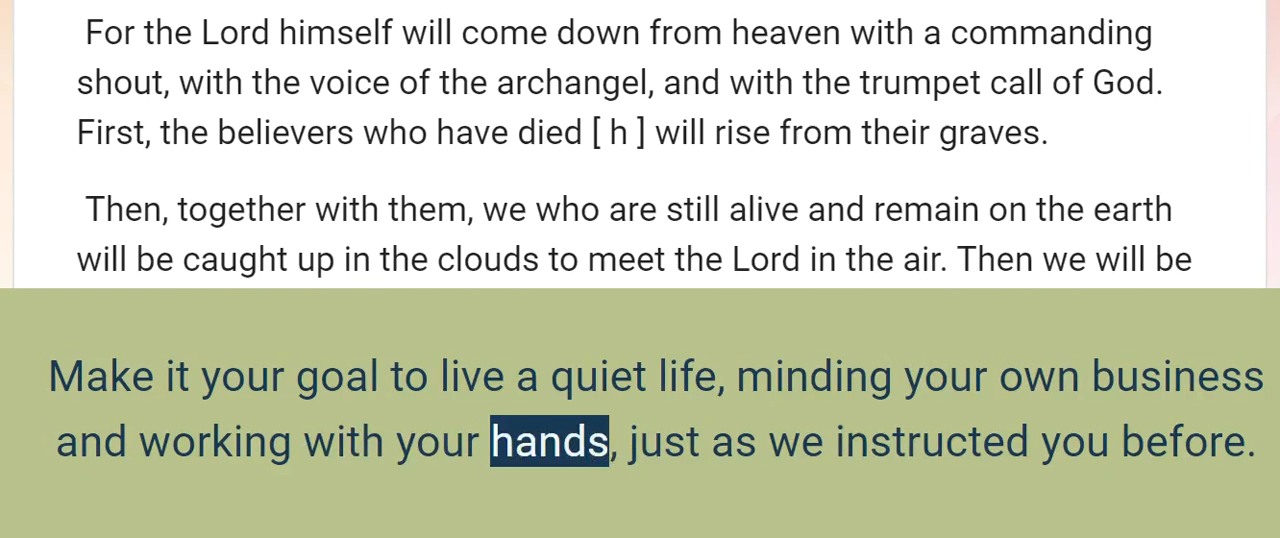 For the Lord himself will come down from heaven with a commanding
shout, with the voice of the archangel, and with the trumpet call of God.
First, the believers who have died [ h ] will rise from their graves.
Then, together with them, we who are still alive and remain on the earth
will be caught up in the clouds to meet the Lord in the air. Then we will be
Make it your goal to live a quiet life, minding your own business
and working with your hands, just as we instructed you before.